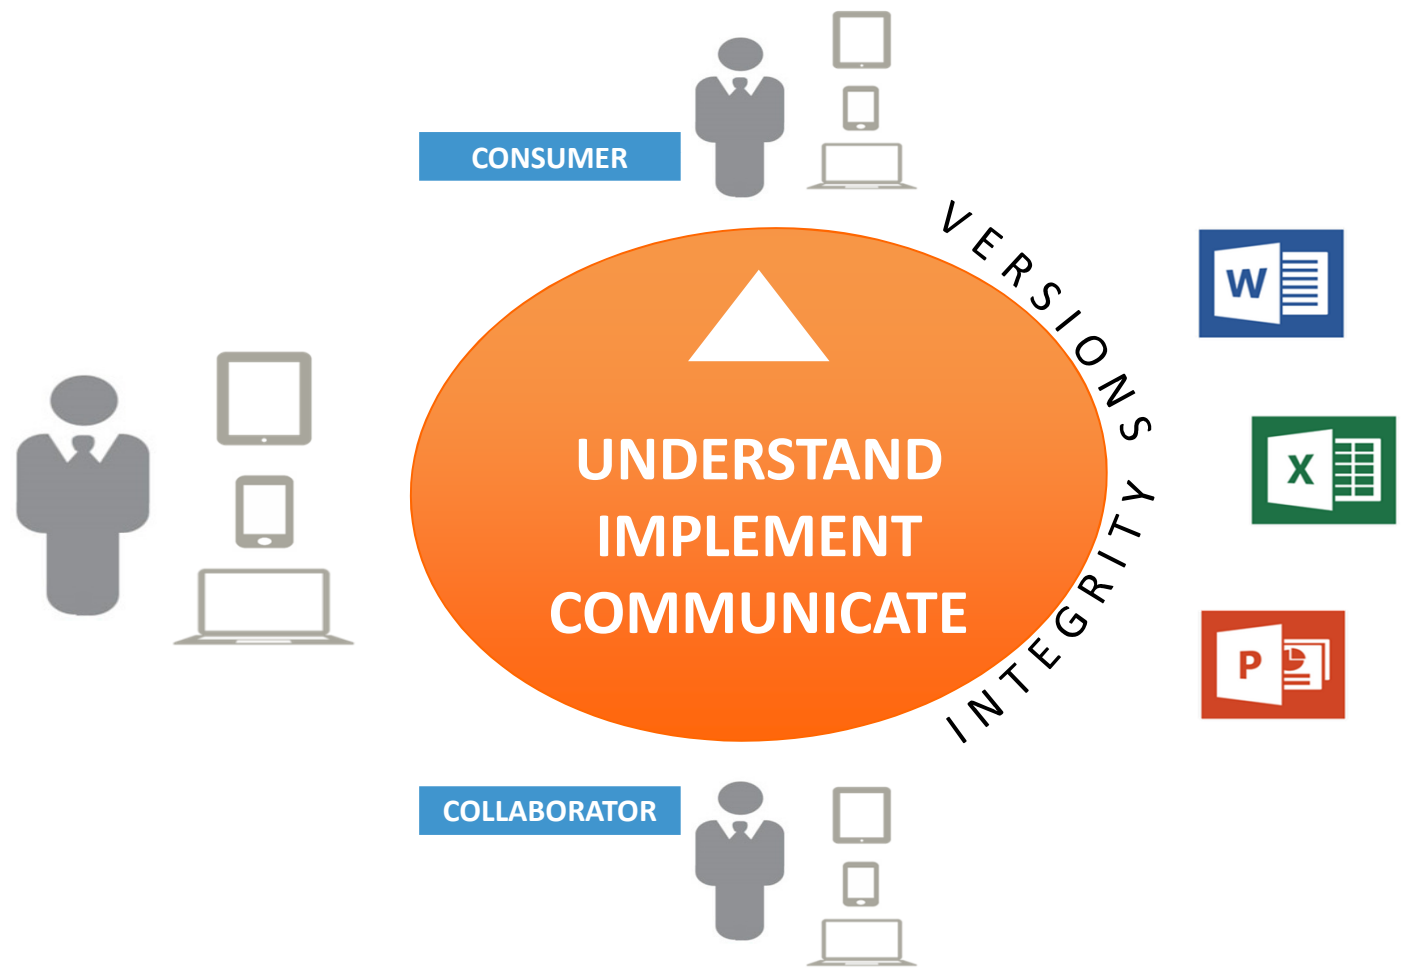 CONSUMER
VERSIONS
W
UNDERSTAND
IMPLEMENT
COMMUNICATE
X
INTEGRITY
P
COLLABORATOR